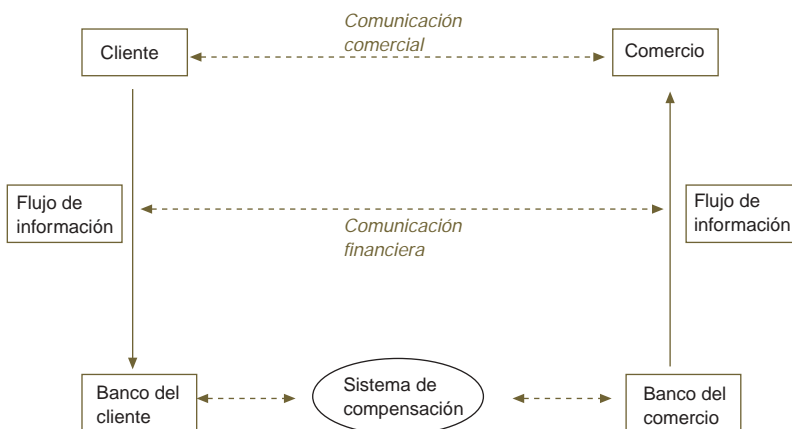 Comunicación
comercial
Cliente
Comercio
Flujo de
información
Flujo de
información
Comunicación
financiera
Banco del
cliente
Sistema de
compensación
Banco del
comercio